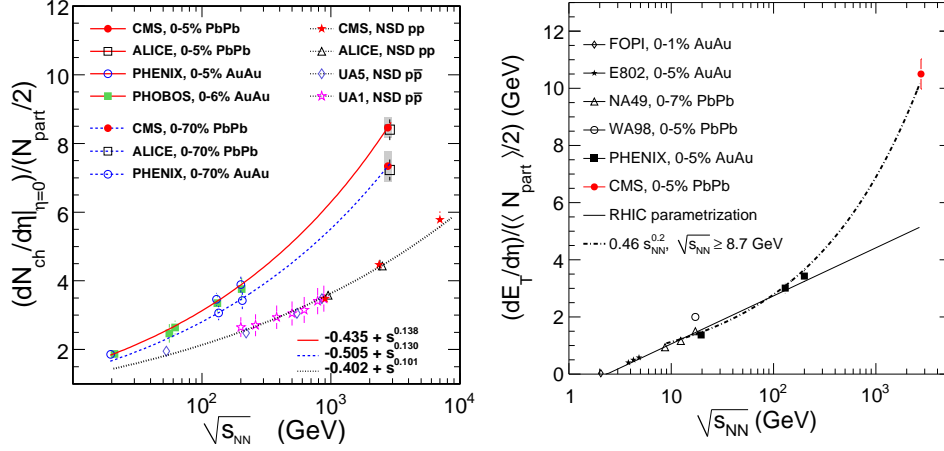 CMS, 0-5% PbPb
ALICE, 0-5% PbPb
PHENIX, 0-5% AuAu
PHOBOS, 0-6% AuAu
CMS, 0-70% PbPb
ALICE, 0-70% PbPb
PHENIX, 0-70% AuAu
CMS, NSD pp
ALICE, NSD pp
UA5, NSD pp̅
UA1, NSD pp̅
-0.435 + s^0.138
-0.505 + s^0.130
-0.402 + s^0.101
(dN_ch/dη|_η=0)/(N_part/2)
12
10
8
6
4
2
10^2
10^3
10^4
√s_NN (GeV)
FOPI, 0-1% AuAu
E802, 0-5% AuAu
NA49, 0-7% PbPb
WA98, 0-5% PbPb
PHENIX, 0-5% AuAu
CMS, 0-5% PbPb
RHIC parametrization
0.46 s_NN^0.2, √s_NN ≥ 8.7 GeV
(dE_T/dη)/(⟨ N_part ⟩/2) (GeV)
12
10
8
6
4
2
0
1
10
10^2
10^3
√s_NN (GeV)